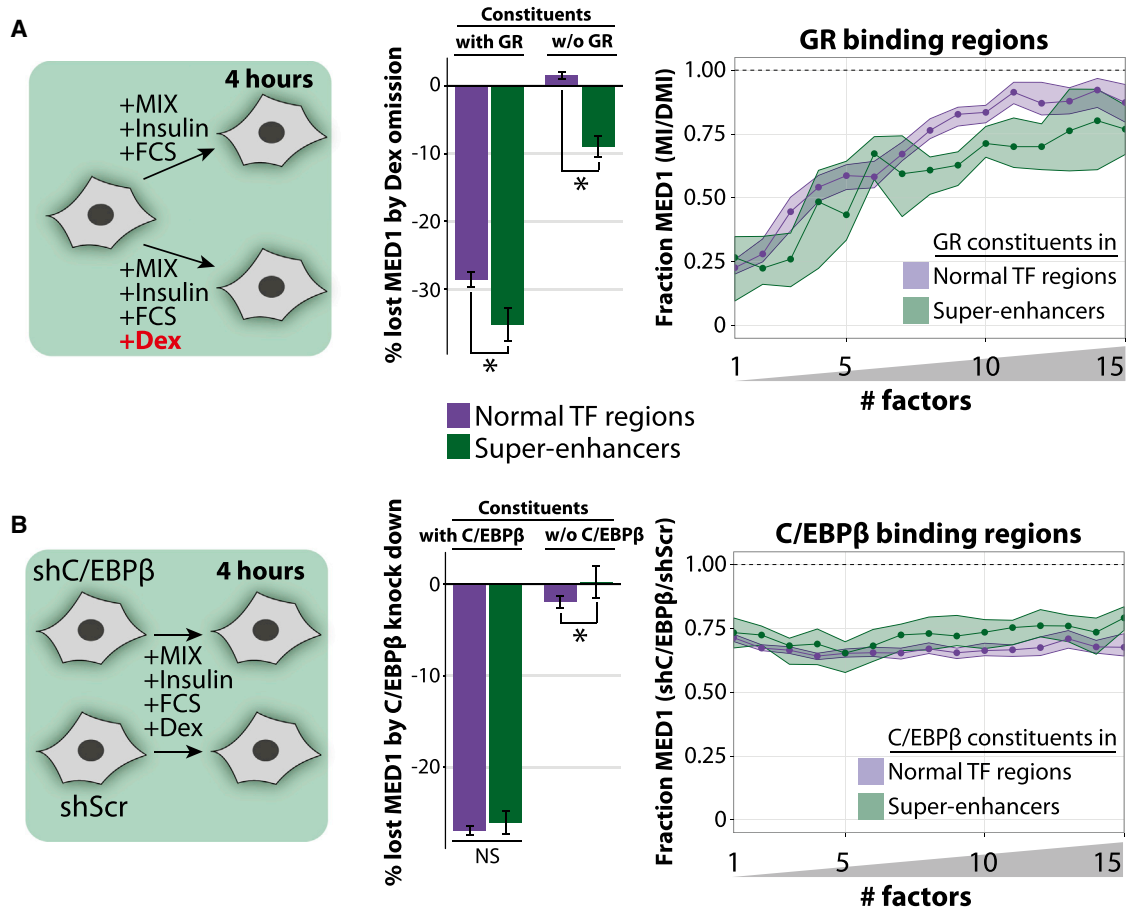 A
4 hours
+MIX
+Insulin
+FCS
+MIX
+Insulin
+FCS
+Dex
Constituents
with GR
w/o GR
% lost MED1 by Dex omission
0
-10
-20
-30
*
*
Normal TF regions
Super-enhancers
GR binding regions
Fraction MED1 (MI/DMI)
1.00
0.75
0.50
0.25
0
GR constituents in
Normal TF regions
Super-enhancers
1 5 10 15
# factors
B
shC/EBPβ
4 hours
+MIX
+Insulin
+FCS
+Dex
shScr
Constituents
with C/EBPβ
w/o C/EBPβ
% lost MED1 by C/EBPβ knock down
0
-10
-20
*
NS
C/EBPβ binding regions
Fraction MED1 (shC/EBPβ/shScr)
1.00
0.75
0.50
0.25
0
C/EBPβ constituents in
Normal TF regions
Super-enhancers
1 5 10 15
# factors